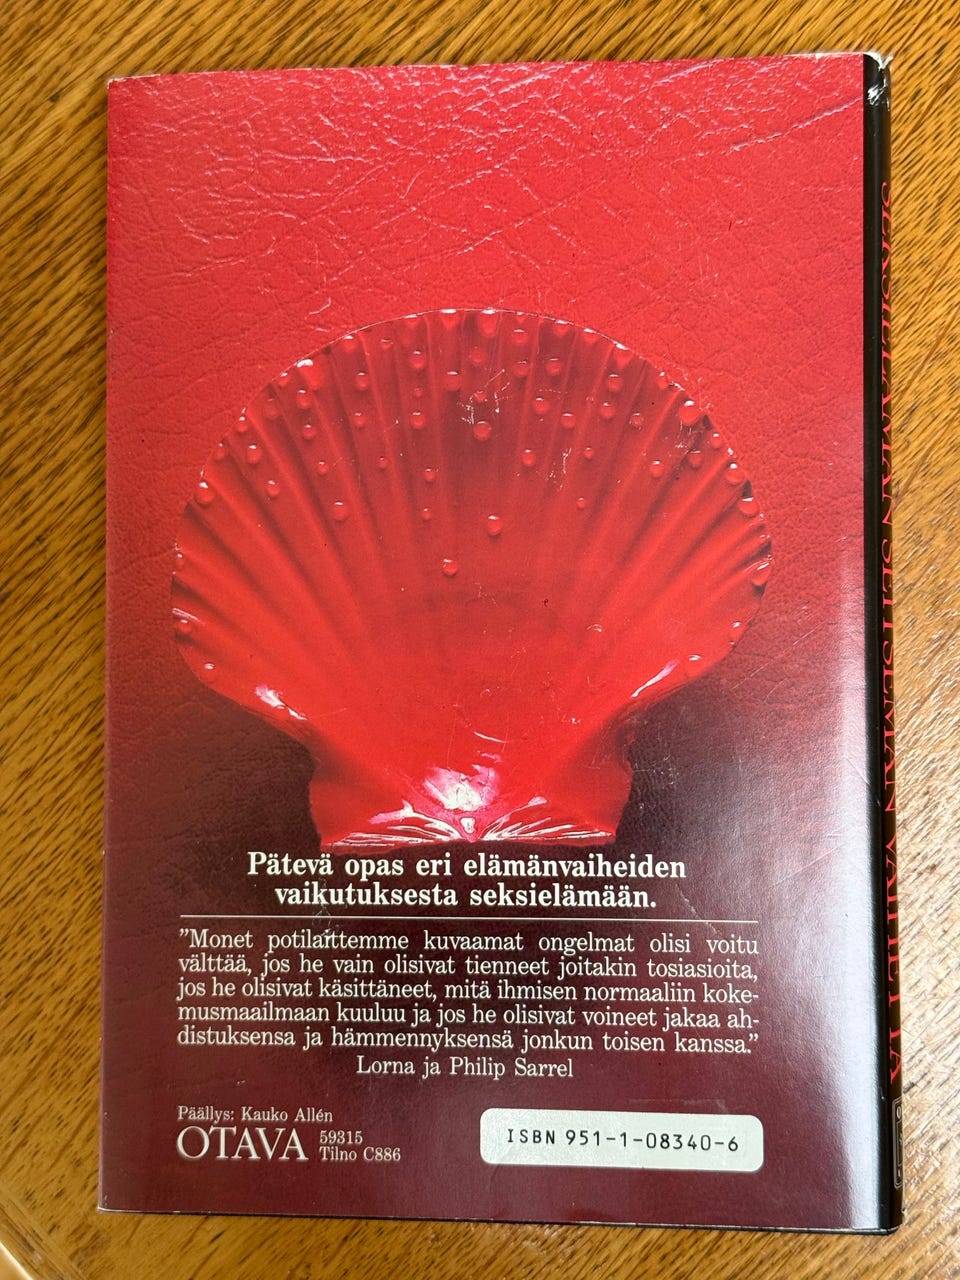 Pätevä opas eri elämänvaiheiden
vaikutuksesta seksielämään.
”Monet potilaittemme kuvaamat ongelmat olisi voitu
välttää, jos he vain olisivat tienneet joitakin tosiasioita,
jos he olisivat käsittäneet, mitä ihmisen normaaliin koke-
musmaailmaan kuuluu ja jos he olisivat voineet jakaa ah-
distuksensa ja hämmennyksensä jonkun toisen kanssa.”
Lorna ja Philip Sarrel
Päällys: Kauko Allén
OTAVA
59315
Tilno C886
ISBN 951-1-08340-6
SEKSIELÄMÄN SEITSEMÄN VAIHETTA